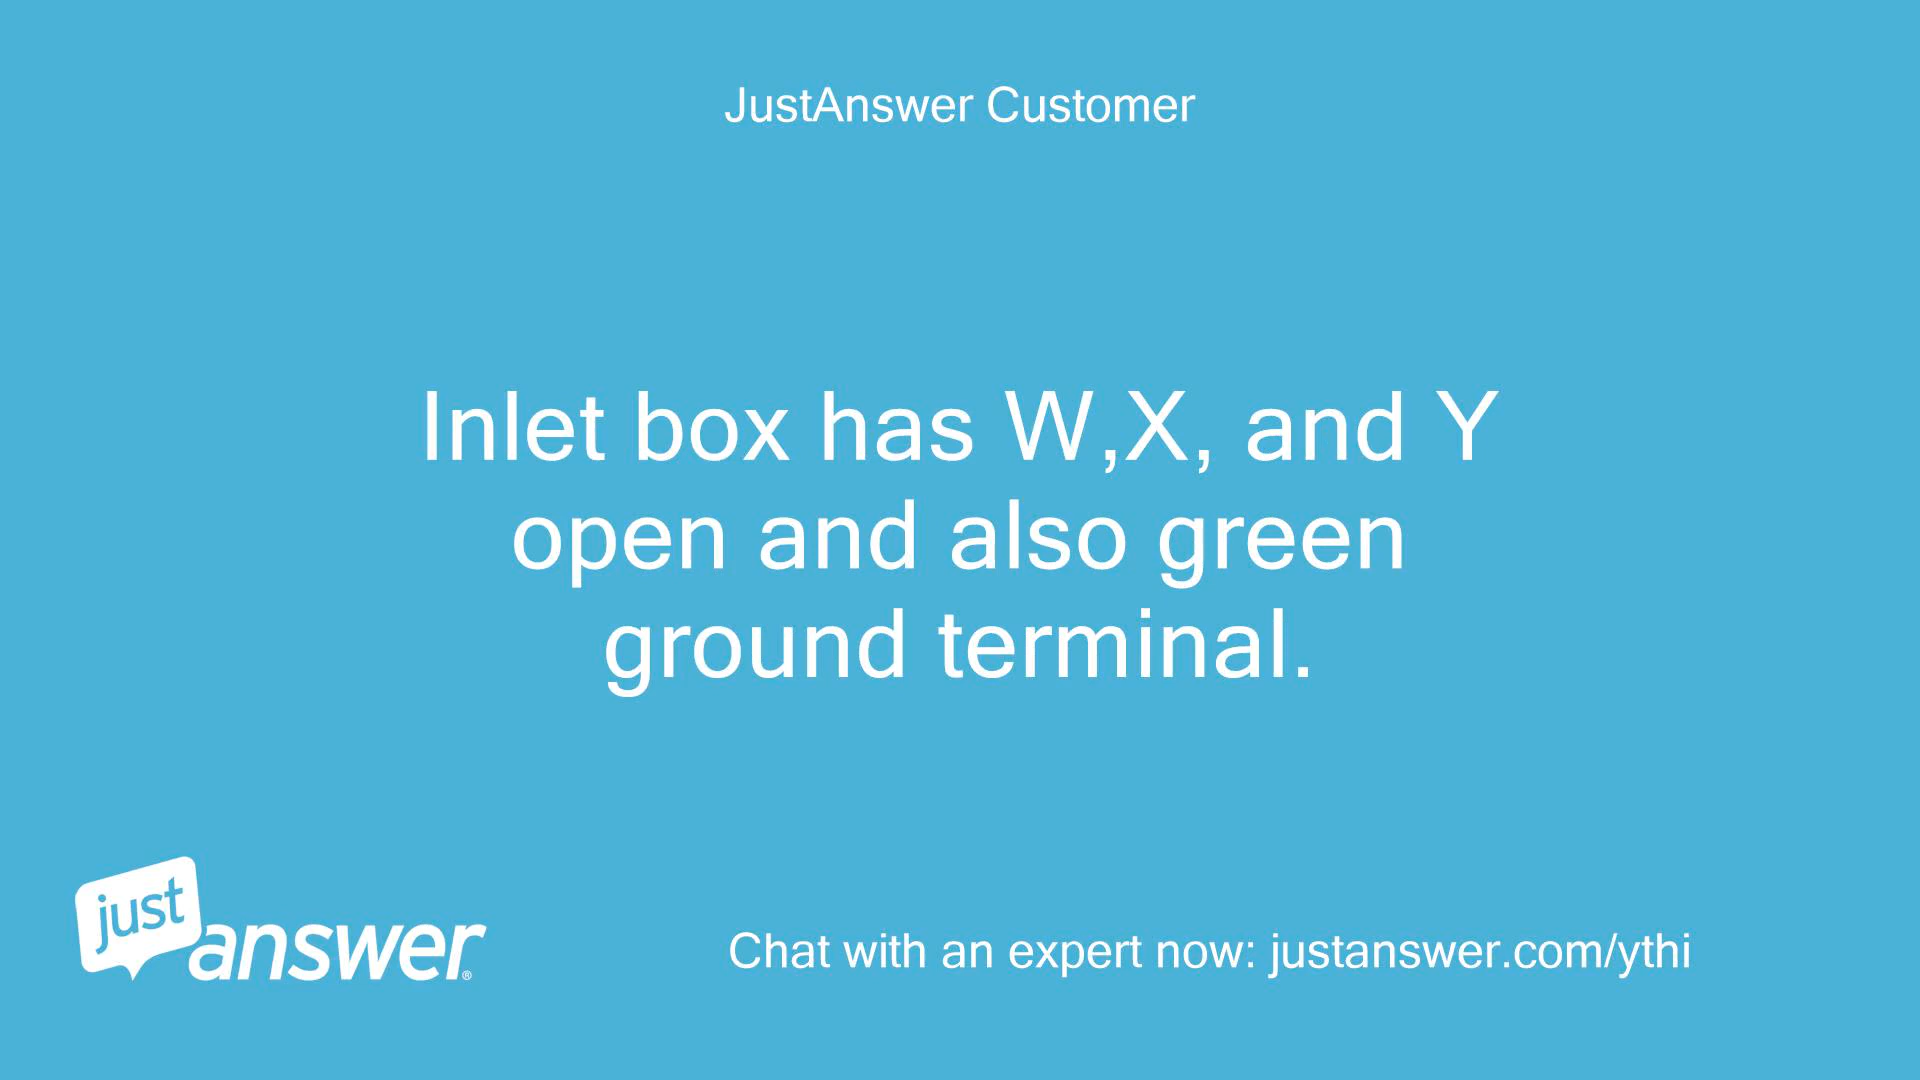 JustAnswer Customer
Inlet box has W,X, and Y
open and also green
ground terminal.
just
answer®
Chat with an expert now: justanswer.com/ythi